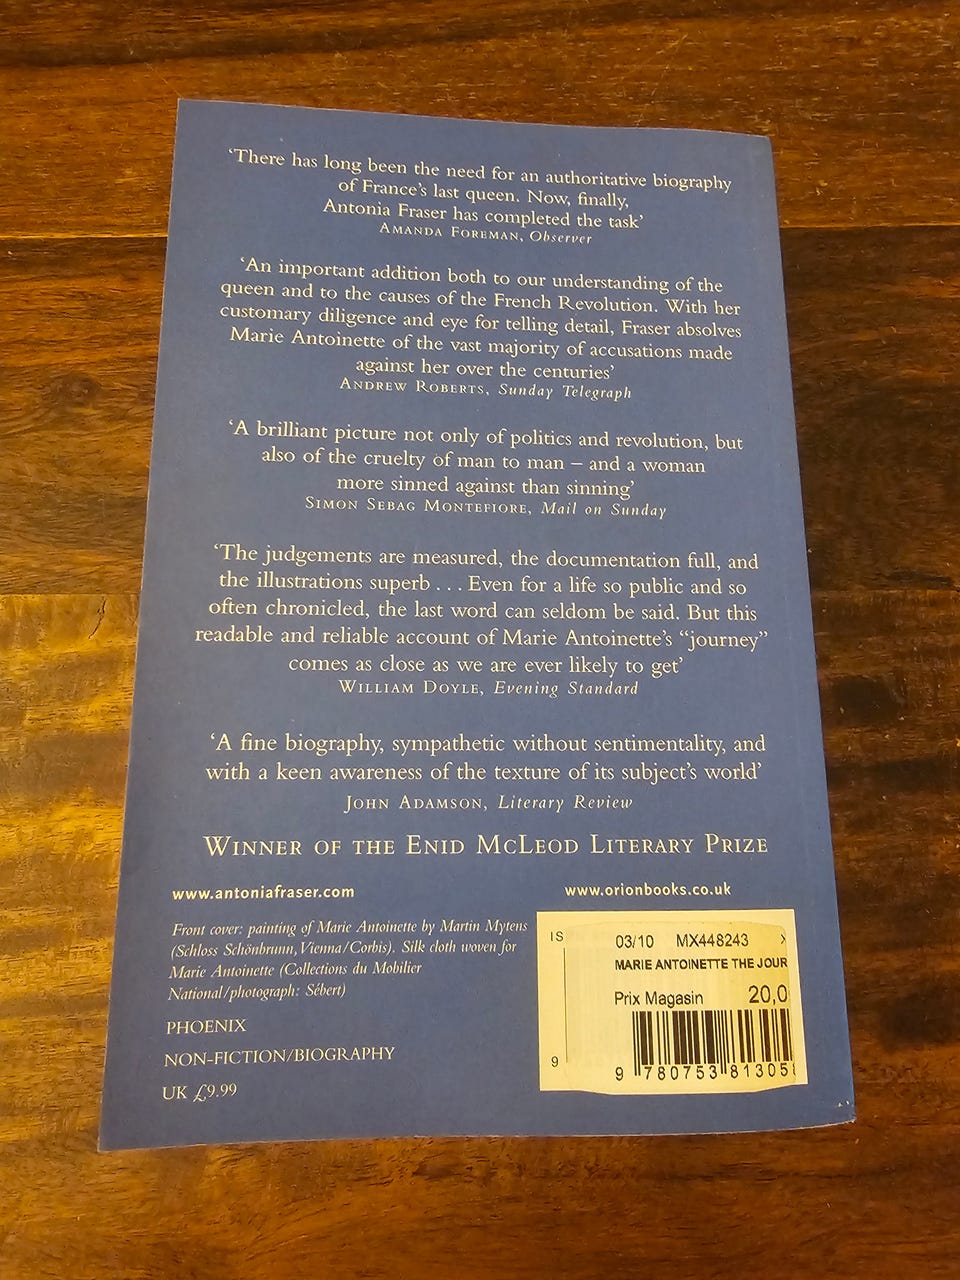 ‘There has long been the need for an authoritative biography
of France’s last queen. Now, finally,
Antonia Fraser has completed the task’
AMANDA FOREMAN, Observer
‘An important addition both to our understanding of the
queen and to the causes of the French Revolution. With her
customary diligence and eye for telling detail, Fraser absolves
Marie Antoinette of the vast majority of accusations made
against her over the centuries’
ANDREW ROBERTS, Sunday Telegraph
‘A brilliant picture not only of politics and revolution, but
also of the cruelty of man to man – and a woman
more sinned against than sinning’
SIMON SEBAG MONTEFIORE, Mail on Sunday
‘The judgements are measured, the documentation full, and
the illustrations superb . . . Even for a life so public and so
often chronicled, the last word can seldom be said. But this
readable and reliable account of Marie Antoinette’s “journey”
comes as close as we are ever likely to get’
WILLIAM DOYLE, Evening Standard
‘A fine biography, sympathetic without sentimentality, and
with a keen awareness of the texture of its subject’s world’
JOHN ADAMSON, Literary Review
WINNER OF THE ENID MCLEOD LITERARY PRIZE
www.antoniafraser.com
www.orionbooks.co.uk
Front cover: painting of Marie Antoinette by Martin Mytens
(Schloss Schönbrunn, Vienna/Corbis). Silk cloth woven for
Marie Antoinette (Collections du Mobilier
National/photograph: Sébert)
PHOENIX
NON-FICTION/BIOGRAPHY
UK £9.99
IS
9
03/10 MX448243
MARIE ANTOINETTE THE JOUR
Prix Magasin 20,0
9 780753 81305